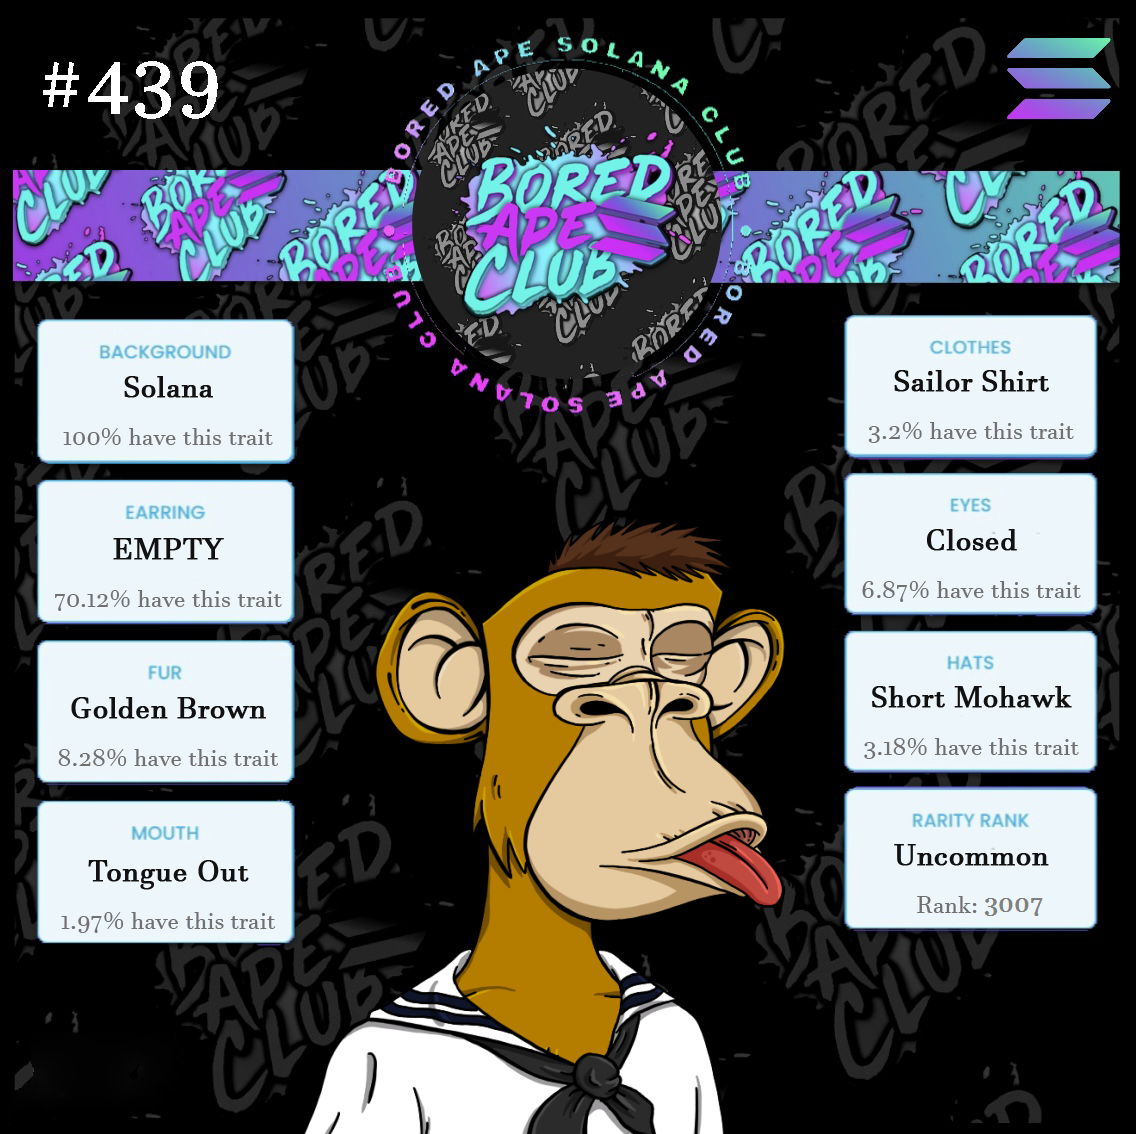 #439
BORED APE SOLANA CLUB
BORED APE SOLANA CLUB
BORED
APE
CLUB
BACKGROUND
Solana
100% have this trait
EARRING
EMPTY
70.12% have this trait
FUR
Golden Brown
8.28% have this trait
MOUTH
Tongue Out
1.97% have this trait
CLOTHES
Sailor Shirt
3.2% have this trait
EYES
Closed
6.87% have this trait
HATS
Short Mohawk
3.18% have this trait
RARITY RANK
Uncommon
Rank: 3007